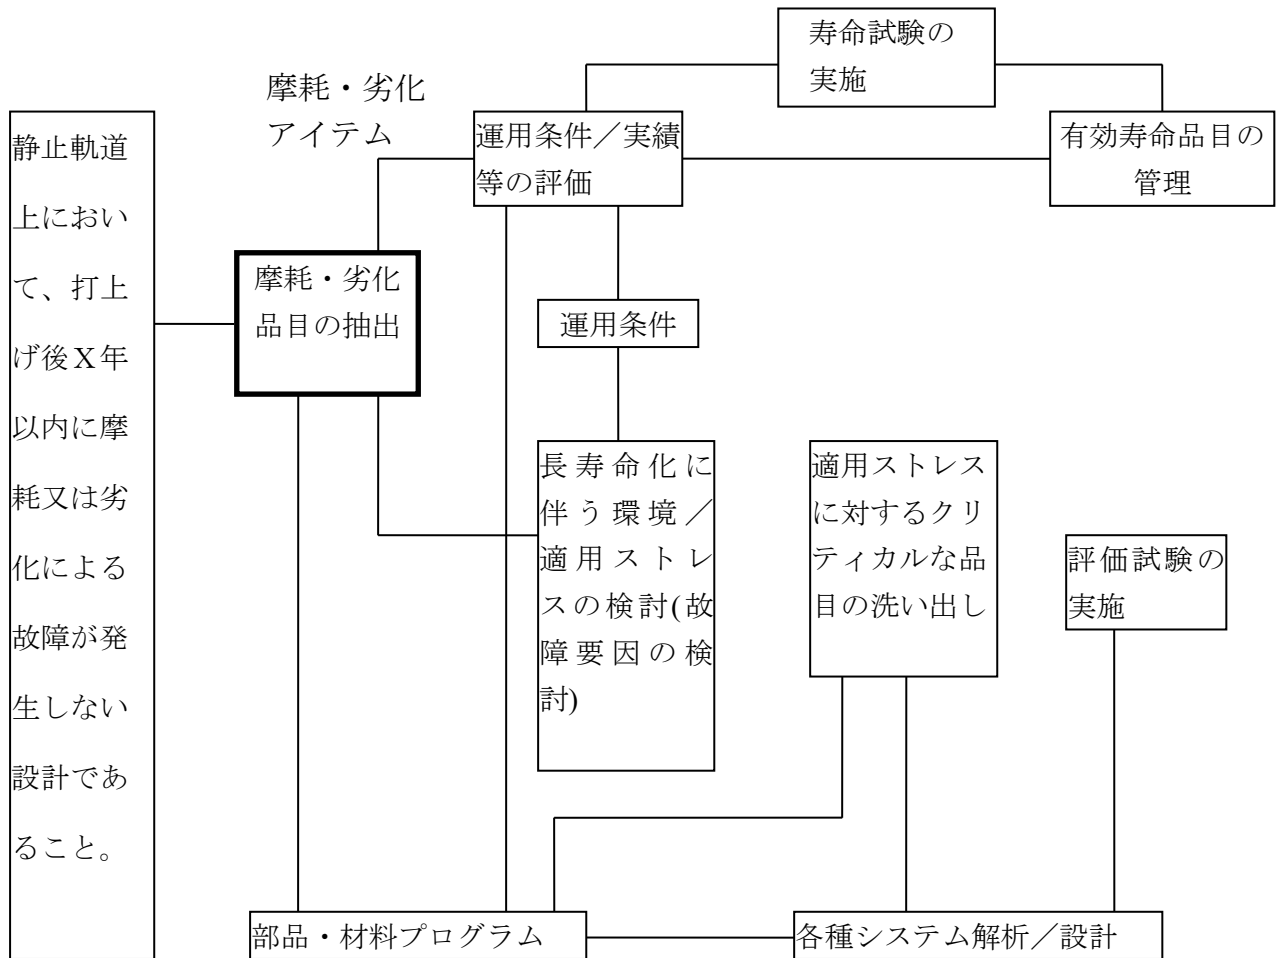 静止軌道
上におい
て、打上
げ後X年
以内に摩
耗又は劣
化による
故障が発
生しない
設計であ
ること。
摩耗・劣化
アイテム
摩耗・劣化
品目の抽出
運用条件／実績
等の評価
寿命試験の
実施
有効寿命品目の
管理
運用条件
長寿命化に
伴う環境／
適用ストレ
スの検討(故
障要因の検
討)
適用ストレス
に対するクリ
ティカルな品
目の洗い出し
評価試験の
実施
部品・材料プログラム
各種システム解析／設計